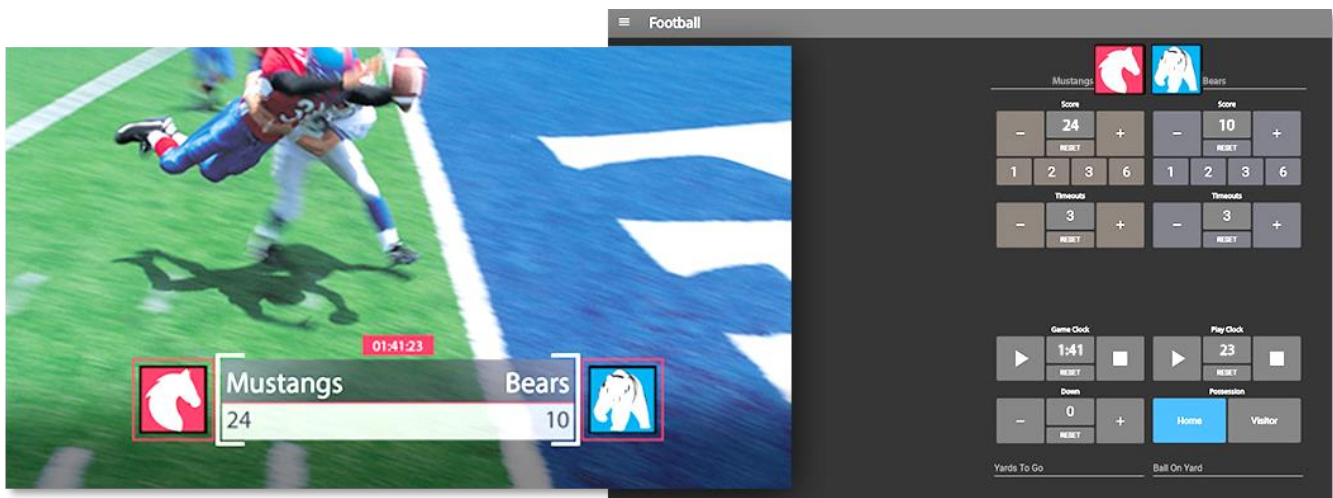 Football
Mustangs Bears
Score Score
− 24 + − 10 +
RESET RESET
1 2 3 6 1 2 3 6
Timeouts Timeouts
− 3 + − 3 +
RESET RESET
Game Clock Play Clock
1:41 23
RESET RESET
Down Possession
− 0 + Home Visitor
RESET
Yards To Go Ball On Yard
01:41:23
Mustangs Bears
24 10